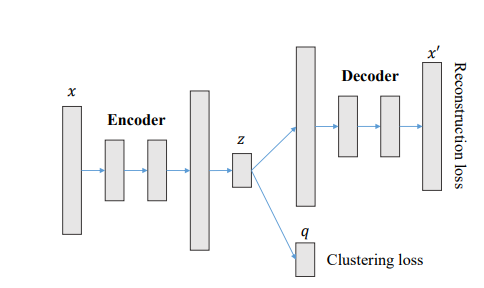 x
Encoder
z
Decoder
x′
Reconstruction loss
q
Clustering loss